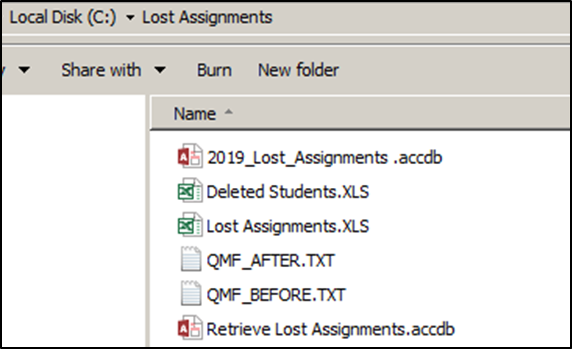 Local Disk (C:) Lost Assignments
Share with Burn New folder
Name
2019_Lost_Assignments .accdb
Deleted Students.XLS
Lost Assignments.XLS
QMF_AFTER.TXT
QMF_BEFORE.TXT
Retrieve Lost Assignments.accdb